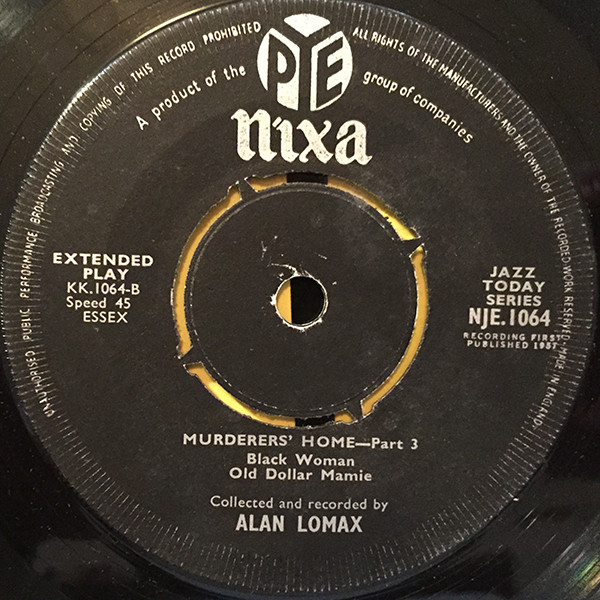 UNAUTHORISED PUBLIC PERFORMANCE, BROADCASTING AND COPYING OF THIS RECORD PROHIBITED
ALL RIGHTS OF THE MANUFACTURERS AND THE OWNER OF THE RECORDED WORK RESERVED. MADE IN ENGLAND
A product of the
PYE
group of companies
nixa
EXTENDED
PLAY
KK.1064-B
Speed 45
ESSEX
JAZZ
TODAY
SERIES
NJE.1064
RECORDING FIRST
PUBLISHED 1957
MURDERERS' HOME—Part 3
Black Woman
Old Dollar Mamie
Collected and recorded by
ALAN LOMAX